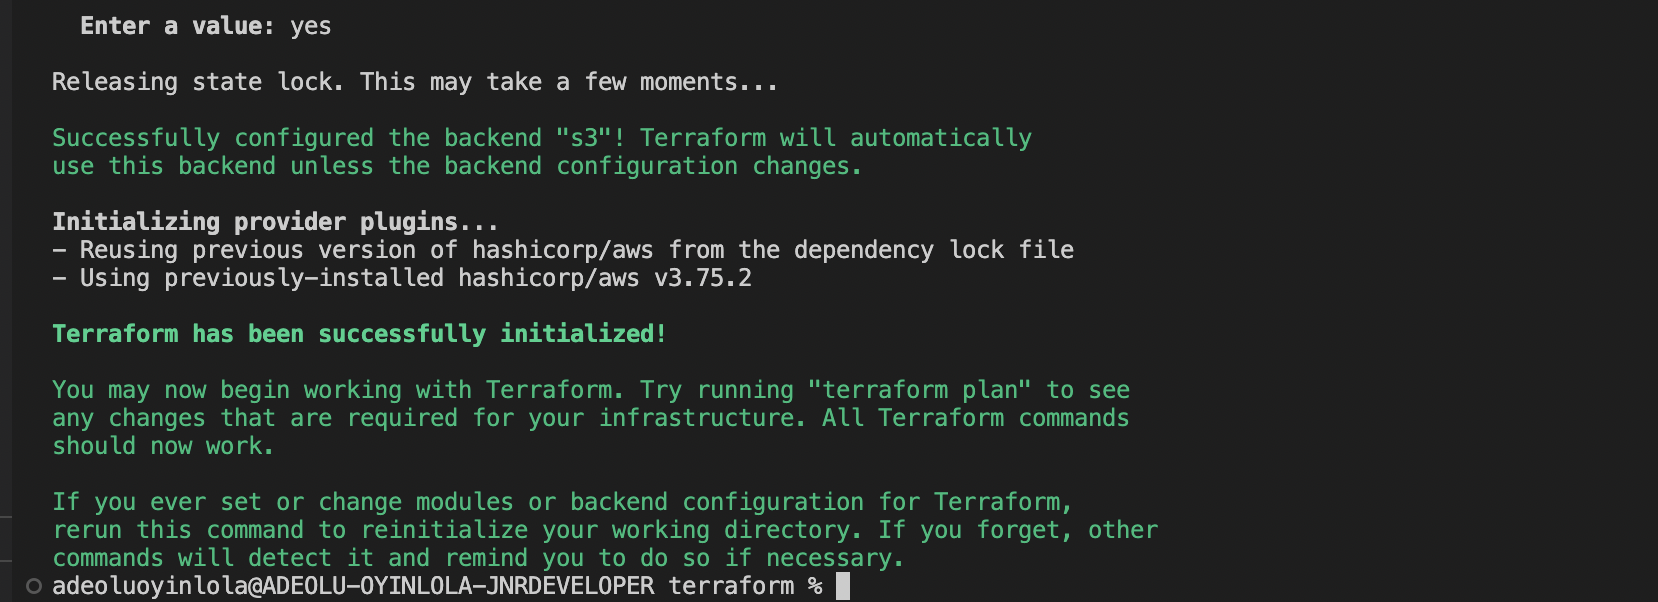 Enter a value: yes
Releasing state lock. This may take a few moments...
Successfully configured the backend "s3"! Terraform will automatically
use this backend unless the backend configuration changes.
Initializing provider plugins...
- Reusing previous version of hashicorp/aws from the dependency lock file
- Using previously-installed hashicorp/aws v3.75.2
Terraform has been successfully initialized!
You may now begin working with Terraform. Try running "terraform plan" to see
any changes that are required for your infrastructure. All Terraform commands
should now work.
If you ever set or change modules or backend configuration for Terraform,
rerun this command to reinitialize your working directory. If you forget, other
commands will detect it and remind you to do so if necessary.
adeoluoyinlola@ADEOLU-OYINLOLA-JNRDEVELOPER terraform %